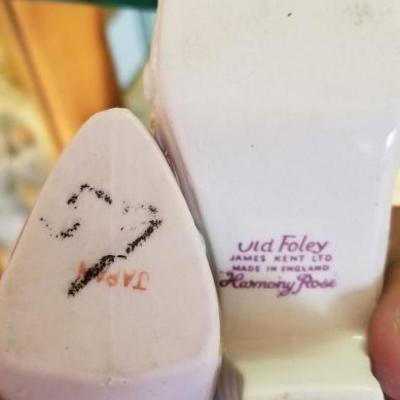 JAPAN
Old Foley
JAMES KENT LTD
MADE IN ENGLAND
Harmony Rose